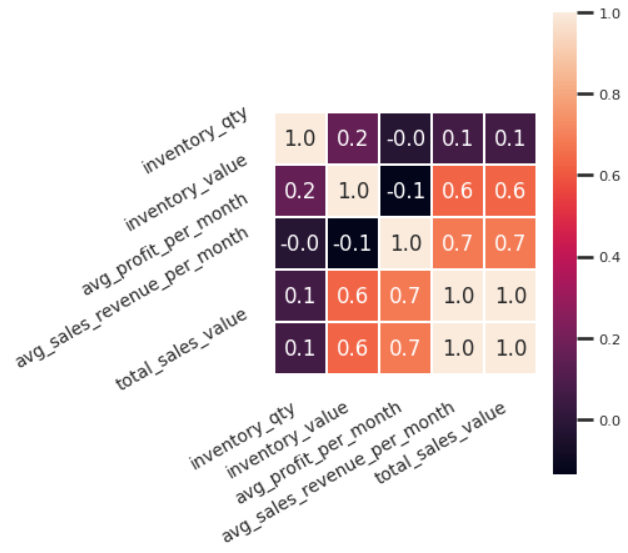 1.0
inventory_qty
1.0 0.2 -0.0 0.1 0.1
inventory_value
0.2 1.0 -0.1 0.6 0.6
0.8
avg_profit_per_month
-0.0 -0.1 1.0 0.7 0.7
0.6
avg_sales_revenue_per_month
0.1 0.6 0.7 1.0 1.0
0.4
total_sales_value
0.1 0.6 0.7 1.0 1.0
0.2
0.0
inventory_qty
inventory_value
avg_profit_per_month
avg_sales_revenue_per_month
total_sales_value